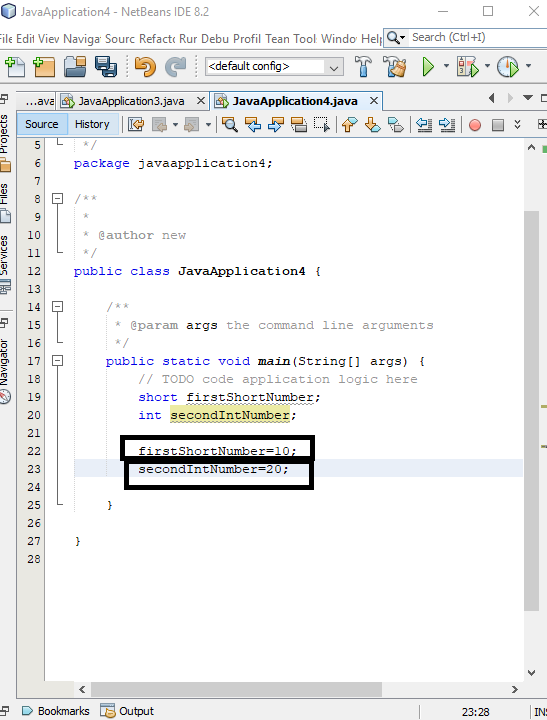 JavaApplication4 - NetBeans IDE 8.2
File Edit View Navigat Sourc Refacto Run Debu Profil Tean Tool Windov Help
Search (Ctrl+I)
<default config>
...ava JavaApplication3.java JavaApplication4.java
Source History
Projects
Files
Services
Navigator
5 */
6 package javaapplication4;
7
8 /**
9 *
10 * @author new
11 */
12 public class JavaApplication4 {
13
14 /**
15 * @param args the command line arguments
16 */
17 public static void main(String[] args) {
18 // TODO code application logic here
19 short firstShortNumber;
20 int secondIntNumber;
21
22 firstShortNumber=10;
23 secondIntNumber=20;
24
25 }
26
27 }
28
Bookmarks Output
23:28 INS